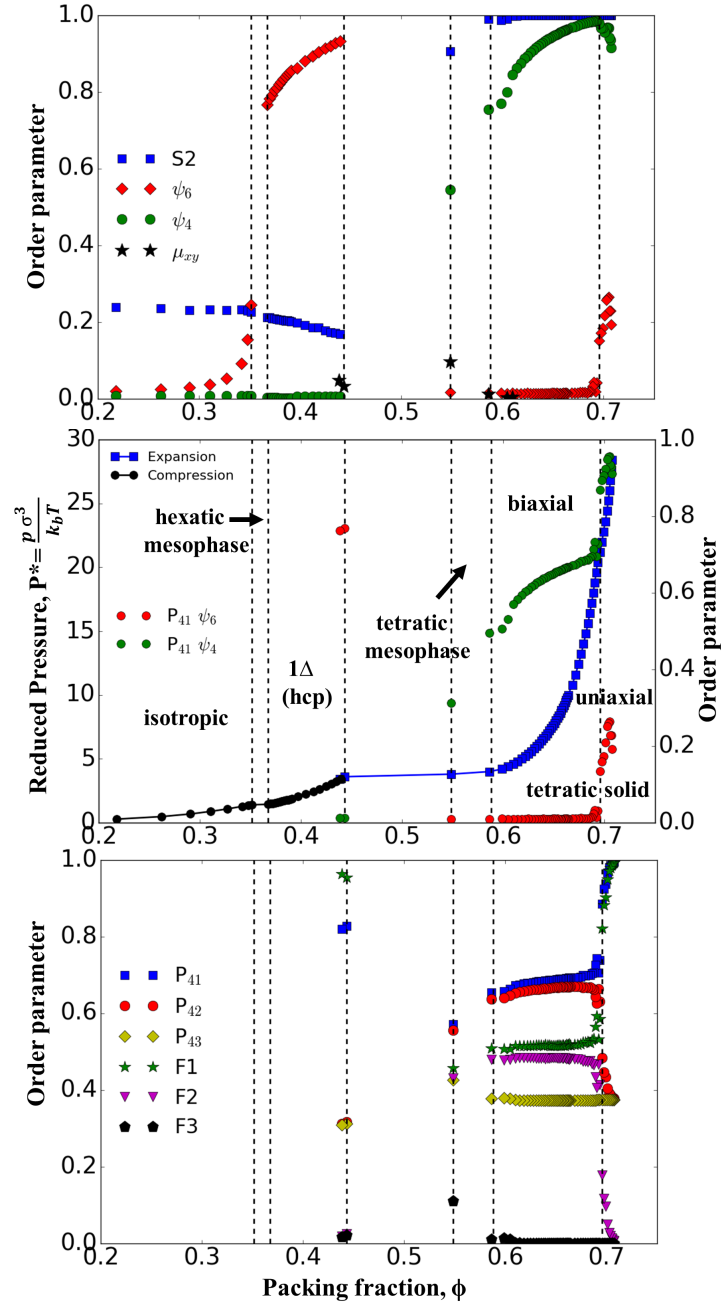 1.0
0.8
0.6
0.4
0.2
0.0
Order parameter
S2
ψ6
ψ4
μxy
0.2 0.3 0.4 0.5 0.6 0.7
30
25
20
15
10
5
0
Reduced Pressure, P*= p σ³ / k_b T
Expansion
Compression
hexatic
mesophase
biaxial
tetratic
mesophase
P41 ψ6
P41 ψ4
1Δ
(hcp)
isotropic
uniaxial
tetratic solid
1.0
0.8
0.6
0.4
0.2
0.0
Order parameter
0.2 0.3 0.4 0.5 0.6 0.7
1.0
0.8
0.6
0.4
0.2
0.0
Order parameter
P41
P42
P43
F1
F2
F3
0.2 0.3 0.4 0.5 0.6 0.7
Packing fraction, ϕ